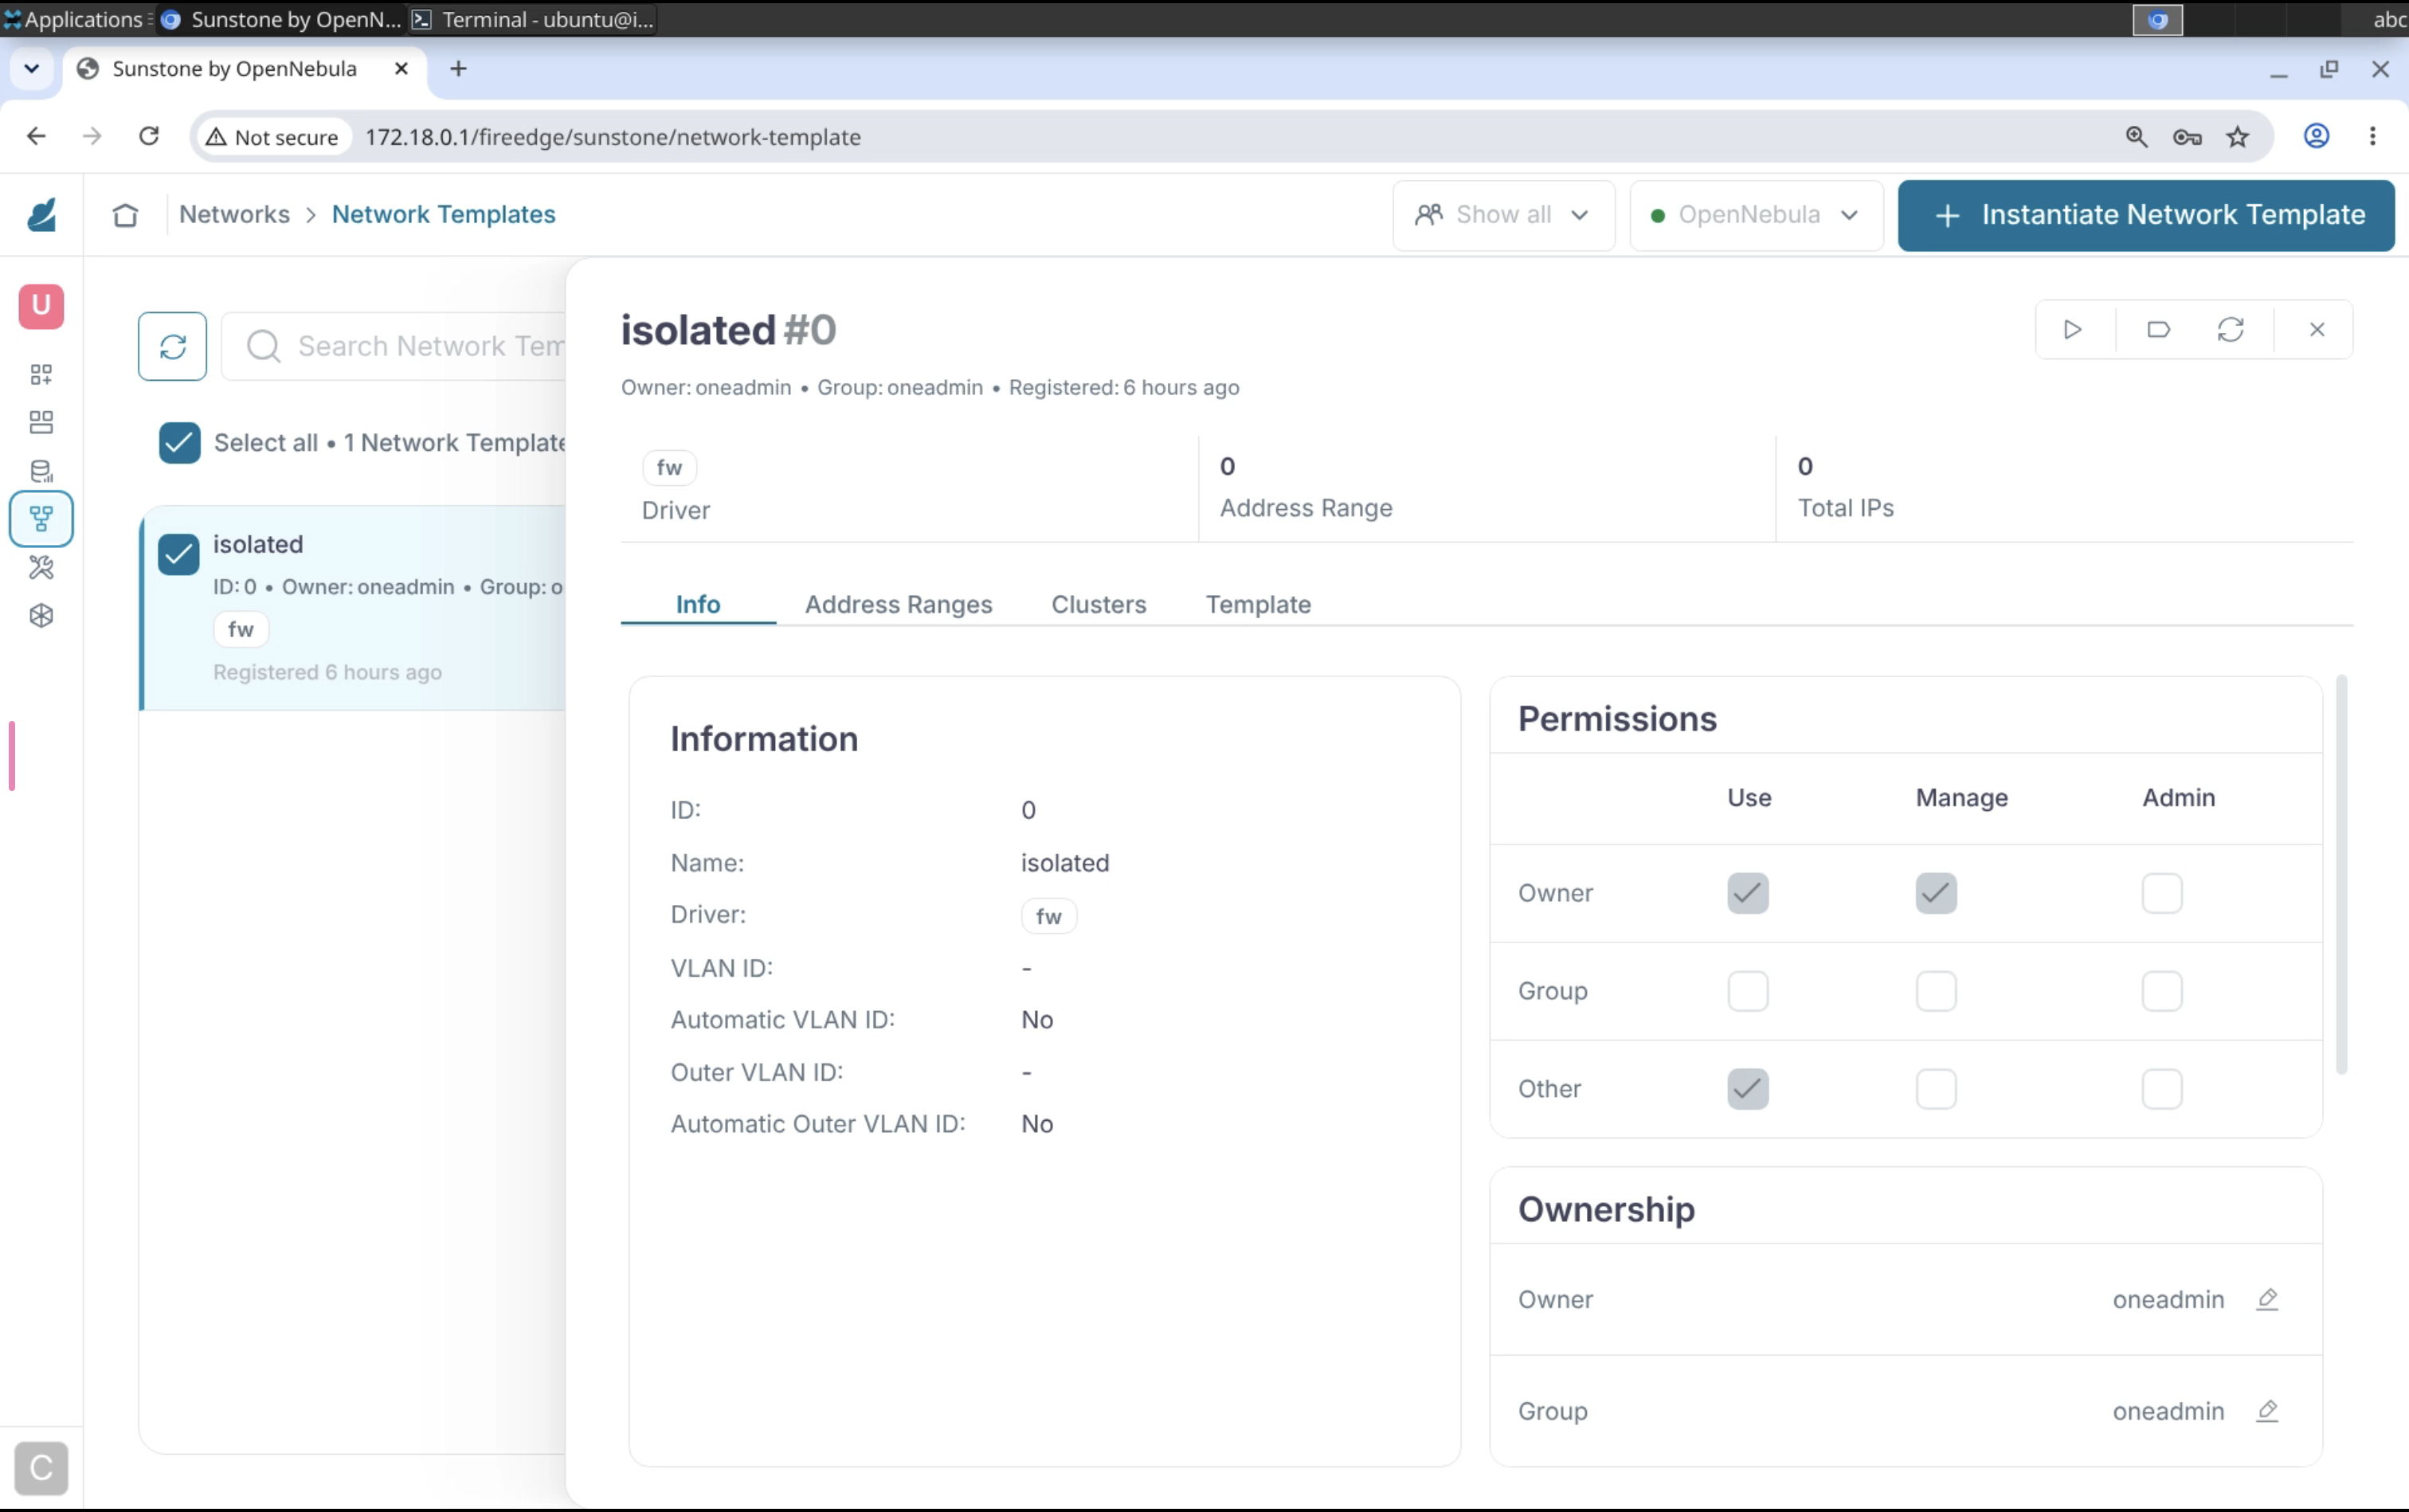 Applications
Sunstone by OpenN...
Terminal - ubuntu@i...
abc
Sunstone by OpenNebula
Not secure
172.18.0.1/fireedge/sunstone/network-template
Networks > Network Templates
Show all
OpenNebula
+ Instantiate Network Template
U
Search Network Tem
Select all • 1 Network Template
isolated
ID: 0 • Owner: oneadmin • Group: o
fw
Registered 6 hours ago
C
isolated #0
Owner: oneadmin • Group: oneadmin • Registered: 6 hours ago
fw
Driver
0
Address Range
0
Total IPs
Info
Address Ranges
Clusters
Template
Information
ID: 0
Name: isolated
Driver: fw
VLAN ID: -
Automatic VLAN ID: No
Outer VLAN ID: -
Automatic Outer VLAN ID: No
Permissions
Use Manage Admin
Owner
Group
Other
Ownership
Owner oneadmin
Group oneadmin